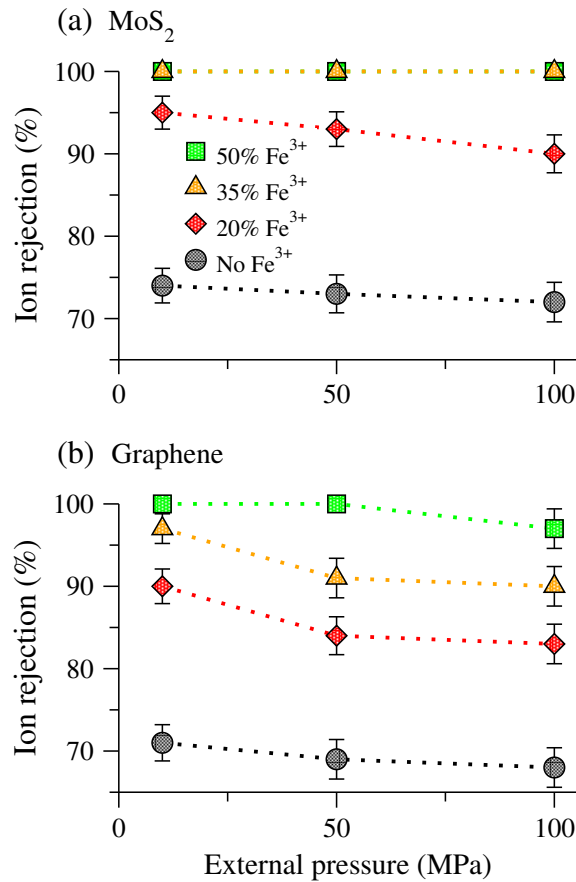 (a) MoS₂
Ion rejection (%)
100
90
80
70
50% Fe³⁺
35% Fe³⁺
20% Fe³⁺
No Fe³⁺
0 50 100
(b) Graphene
Ion rejection (%)
100
90
80
70
0 50 100
External pressure (MPa)